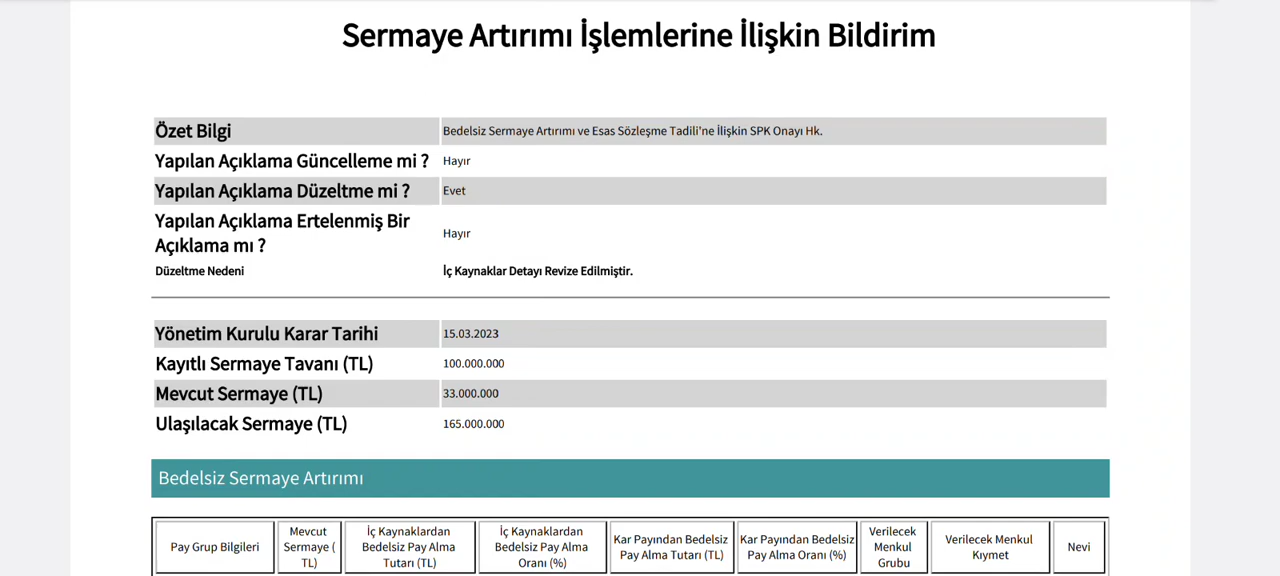 Sermaye Artırımı İşlemlerine İlişkin Bildirim
Özet Bilgi Bedelsiz Sermaye Artırımı ve Esas Sözleşme Tadili'ne İlişkin SPK Onayı Hk.
Yapılan Açıklama Güncelleme mi ? Hayır
Yapılan Açıklama Düzeltme mi ? Evet
Yapılan Açıklama Ertelenmiş Bir
Açıklama mı ? Hayır
Düzeltme Nedeni İç Kaynaklar Detayı Revize Edilmiştir.
Yönetim Kurulu Karar Tarihi 15.03.2023
Kayıtlı Sermaye Tavanı (TL) 100.000.000
Mevcut Sermaye (TL) 33.000.000
Ulaşılacak Sermaye (TL) 165.000.000
Bedelsiz Sermaye Artırımı
Pay Grup Bilgileri
Mevcut
Sermaye (
TL)
İç Kaynaklardan
Bedelsiz Pay Alma
Tutarı (TL)
İç Kaynaklardan
Bedelsiz Pay Alma
Oranı (%)
Kar Payından Bedelsiz
Pay Alma Tutarı (TL)
Kar Payından Bedelsiz
Pay Alma Oranı (%)
Verilecek
Menkul
Grubu
Verilecek Menkul
Kıymet
Nevi